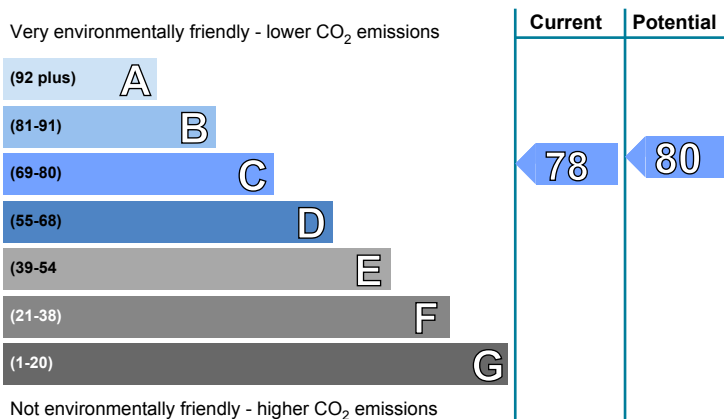 Current Potential
Very environmentally friendly - lower CO2 emissions
(92 plus) A
(81-91) B
(69-80) C
78 80
(55-68) D
(39-54 E
(21-38) F
(1-20) G
Not environmentally friendly - higher CO2 emissions